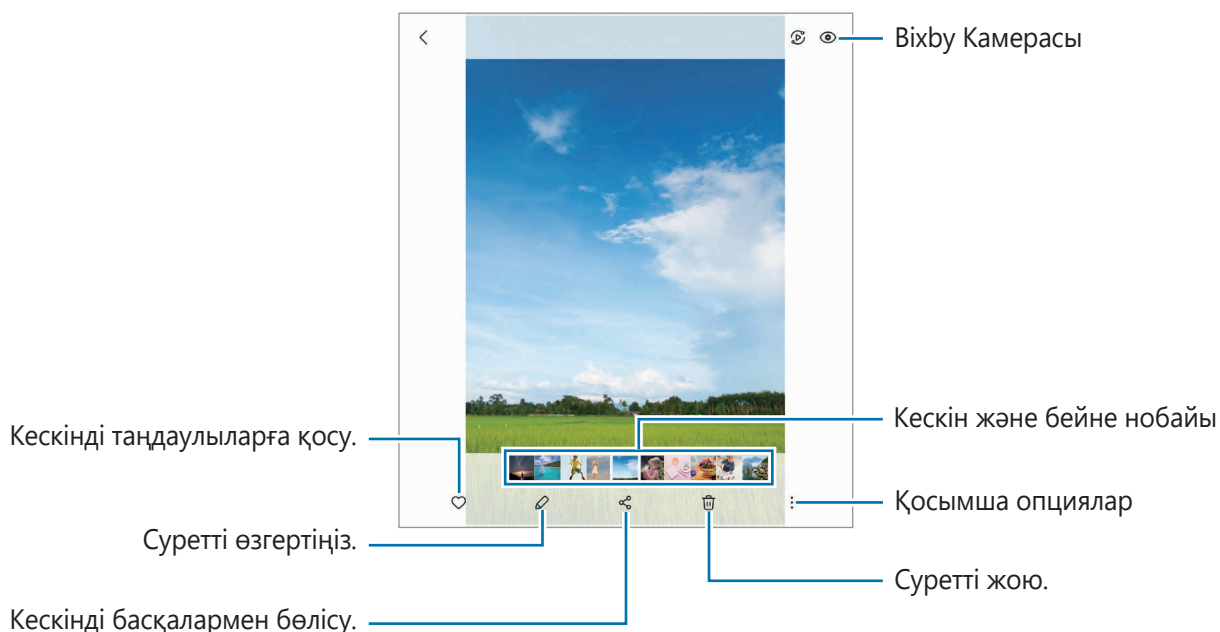 Bixby Камерасы
Кескін және бейне нобайы
Кескінді таңдаулыларға қосу.
Қосымша опциялар
Суретті өзгертіңіз.
Суретті жою.
Кескінді басқалармен бөлісу.